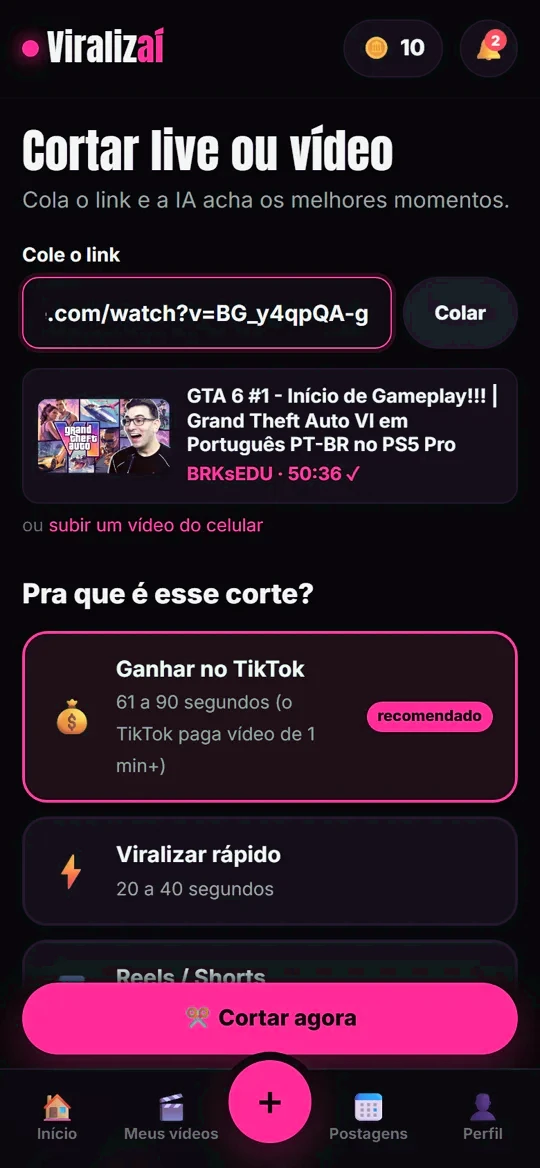 Viralizaí
10
2
Cortar live ou vídeo
Cola o link e a IA acha os melhores momentos.
Cole o link
.com/watch?v=BG_y4qpQA-g
Colar
grand theft auto
GTA 6 #1 - Início de Gameplay!!! |
Grand Theft Auto VI em
Português PT-BR no PS5 Pro
BRKsEDU · 50:36 ✓
ou subir um vídeo do celular
Pra que é esse corte?
Ganhar no TikTok
61 a 90 segundos (o
TikTok paga vídeo de 1
min+)
recomendado
Viralizar rápido
20 a 40 segundos
Reels / Shorts
Cortar agora
+
Início
Meus vídeos
Postagens
Perfil